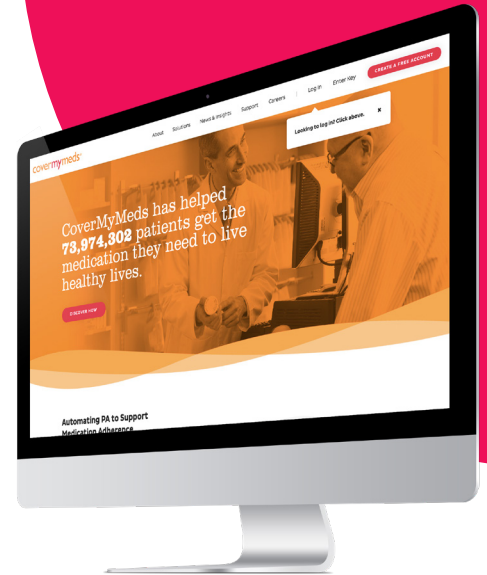 covermymeds
About
Solutions
News & Insights
Support
Careers
Log In
Enter Key
CREATE A FREE ACCOUNT
Looking to log in? Click above.
×
CoverMyMeds has helped
73,974,302 patients get the
medication they need to live
healthy lives.
DISCOVER HOW
Automating PA to Support
Medication Adherence